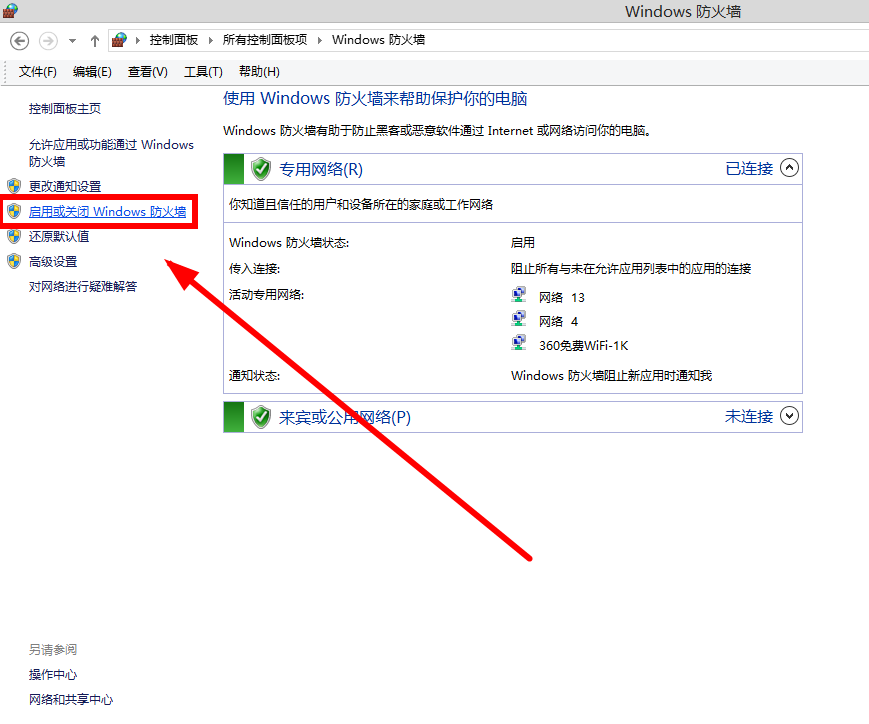 Windows 防火墙
控制面板 所有控制面板项 Windows 防火墙
文件(F) 编辑(E) 查看(V) 工具(T) 帮助(H)
控制面板主页
允许应用或功能通过 Windows
防火墙
更改通知设置
启用或关闭 Windows 防火墙
还原默认值
高级设置
对网络进行疑难解答
使用 Windows 防火墙来帮助保护你的电脑
Windows 防火墙有助于防止黑客或恶意软件通过 Internet 或网络访问你的电脑。
专用网络(R) 已连接
你知道且信任的用户和设备所在的家庭或工作网络
Windows 防火墙状态: 启用
传入连接: 阻止所有与未在允许应用列表中的应用的连接
活动专用网络: 网络 13
网络 4
360免费WiFi-1K
通知状态: Windows 防火墙阻止新应用时通知我
来宾或公用网络(P) 未连接
另请参阅
操作中心
网络和共享中心